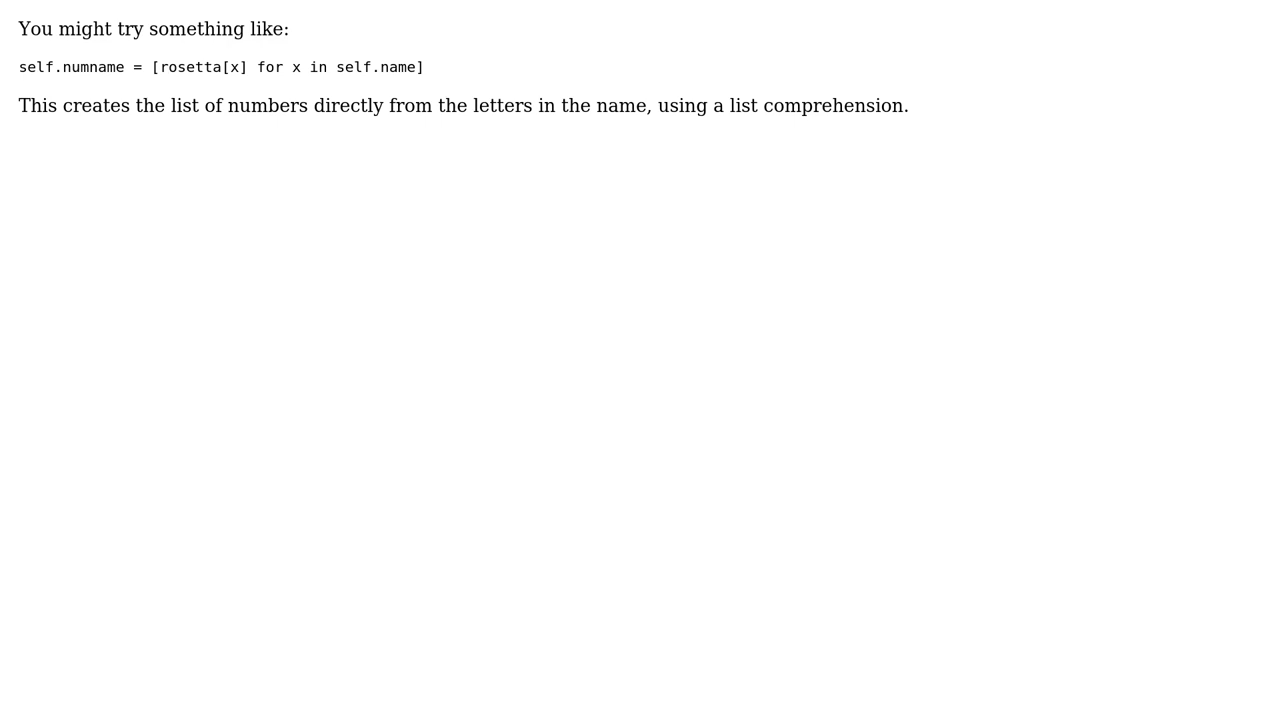 You might try something like:
self.numname = [rosetta[x] for x in self.name]
This creates the list of numbers directly from the letters in the name, using a list comprehension.